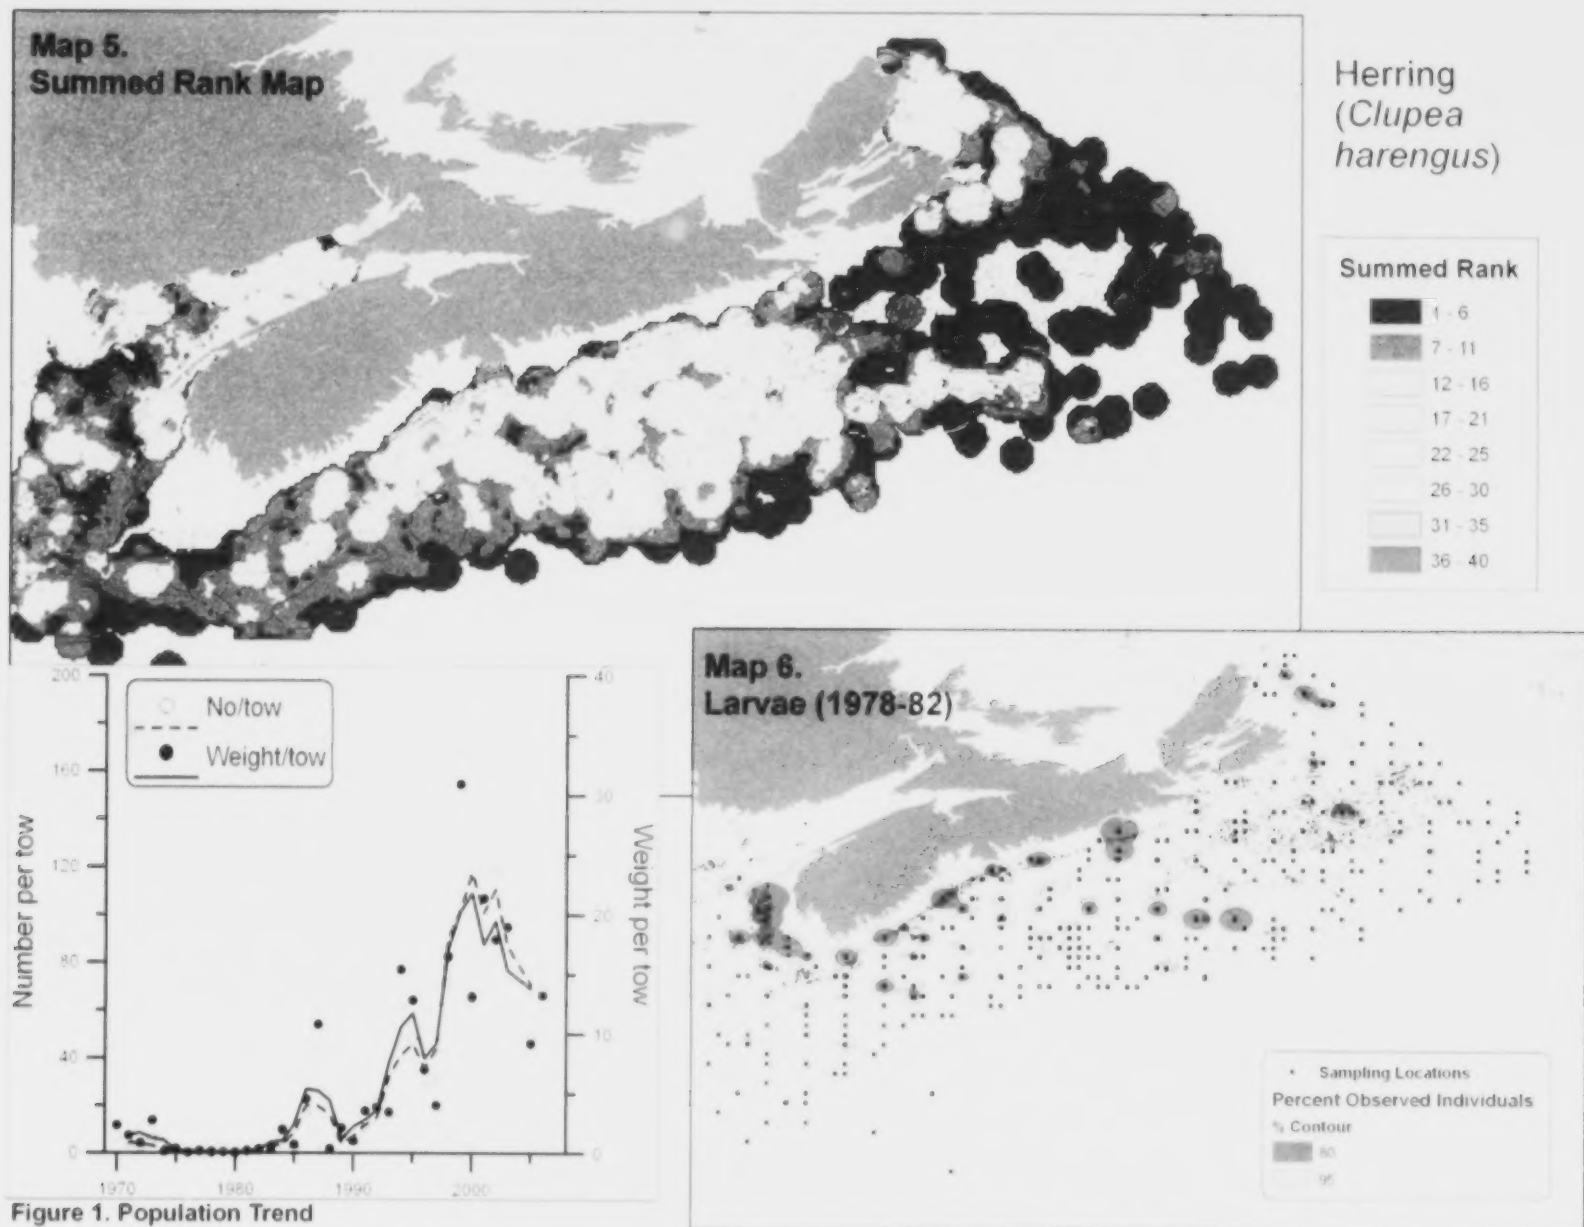 Map 5.
Summed Rank Map
Herring
(Clupea
harengus)
Summed Rank
1 - 6
7 - 11
12 - 16
17 - 21
22 - 25
26 - 30
31 - 35
36 - 40
200
160
120
80
40
0
Number per tow
No/tow
Weight/tow
40
30
20
10
0
Weight per tow
1970
1980
1990
2000
Figure 1. Population Trend
Map 6.
Larvae (1978-82)
Sampling Locations
Percent Observed Individuals
% Contour
80
95